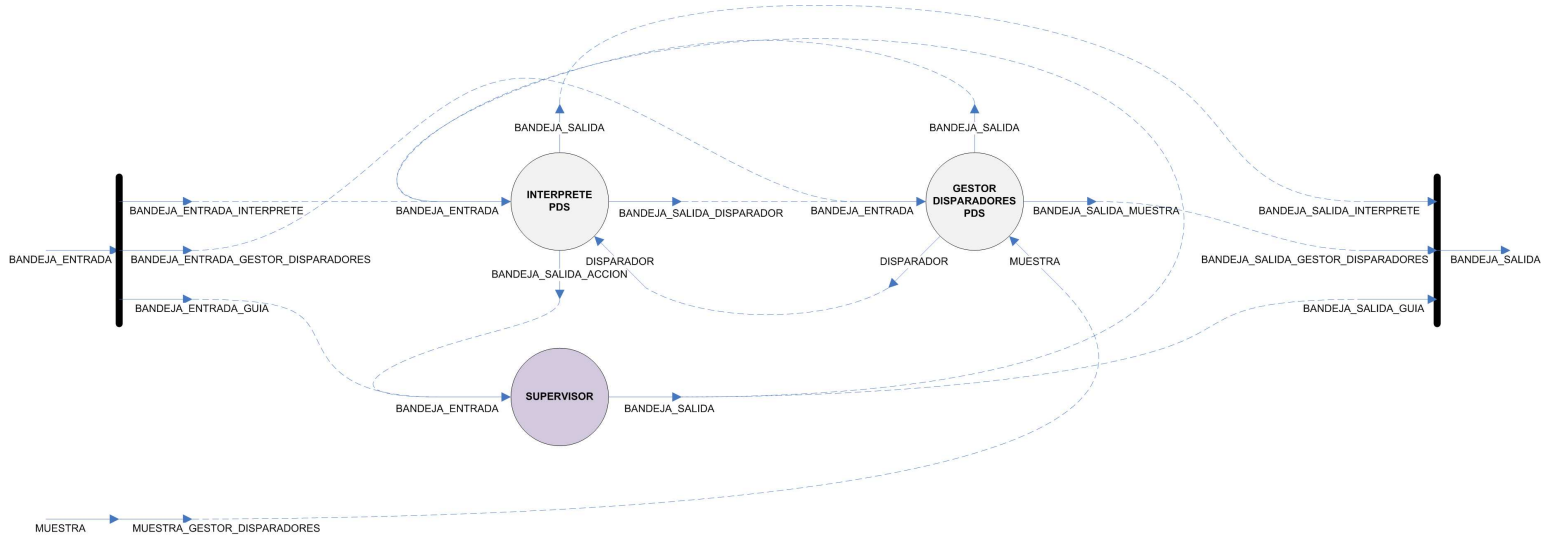 BANDEJA_SALIDA
BANDEJA_SALIDA
INTERPRETE
PDS
GESTOR
DISPARADORES
PDS
BANDEJA_ENTRADA_INTERPRETE
BANDEJA_ENTRADA
BANDEJA_SALIDA_DISPARADOR
BANDEJA_ENTRADA
BANDEJA_SALIDA_MUESTRA
BANDEJA_SALIDA_INTERPRETE
BANDEJA_ENTRADA
BANDEJA_ENTRADA_GESTOR_DISPARADORES
DISPARADOR
DISPARADOR
MUESTRA
BANDEJA_SALIDA_GESTOR_DISPARADORES
BANDEJA_SALIDA
BANDEJA_SALIDA_ACCION
BANDEJA_ENTRADA_GUIA
BANDEJA_SALIDA_GUIA
SUPERVISOR
BANDEJA_ENTRADA
BANDEJA_SALIDA
MUESTRA
MUESTRA_GESTOR_DISPARADORES